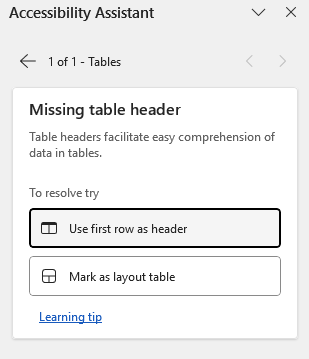 Accessibility Assistant
1 of 1 - Tables
Missing table header
Table headers facilitate easy comprehension of
data in tables.
To resolve try
Use first row as header
Mark as layout table
Learning tip